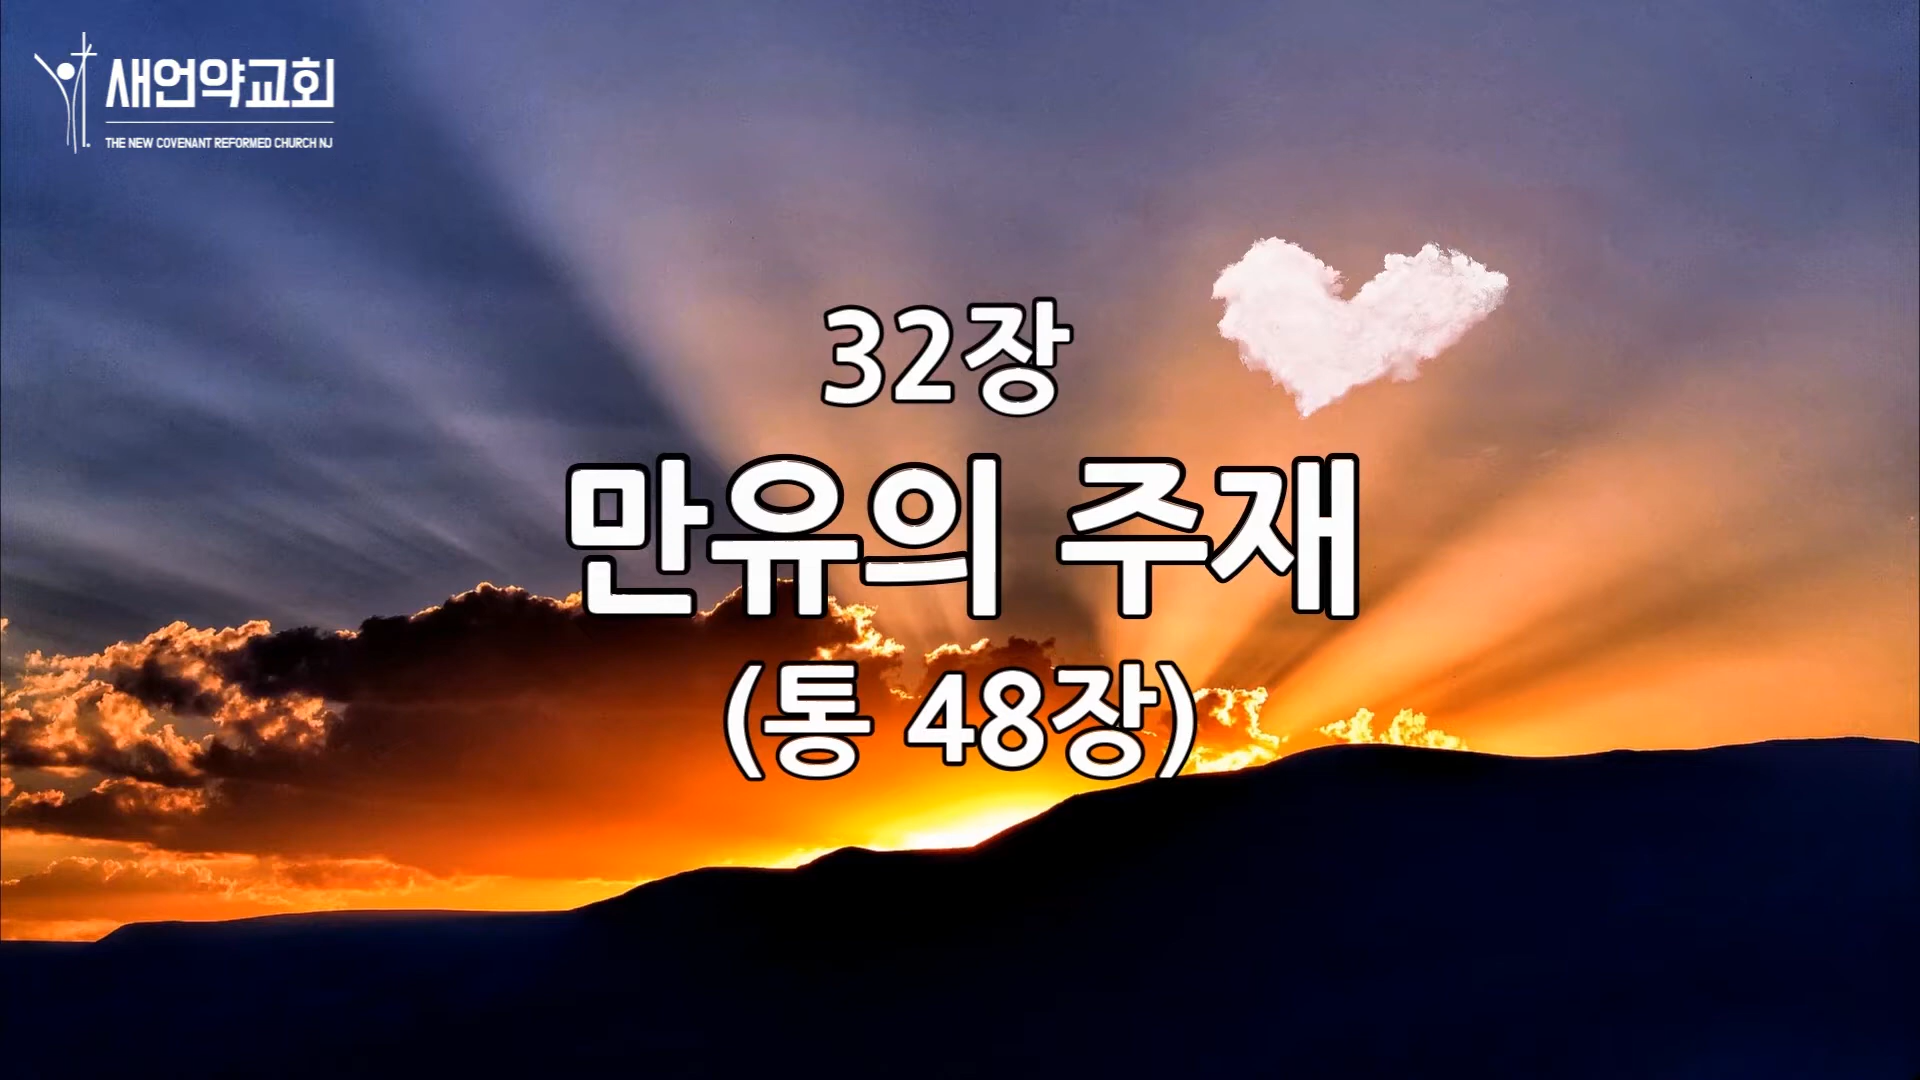 새언약교회
THE NEW COVENANT REFORMED CHURCH NJ
32장
만유의 주재
(통 48장)